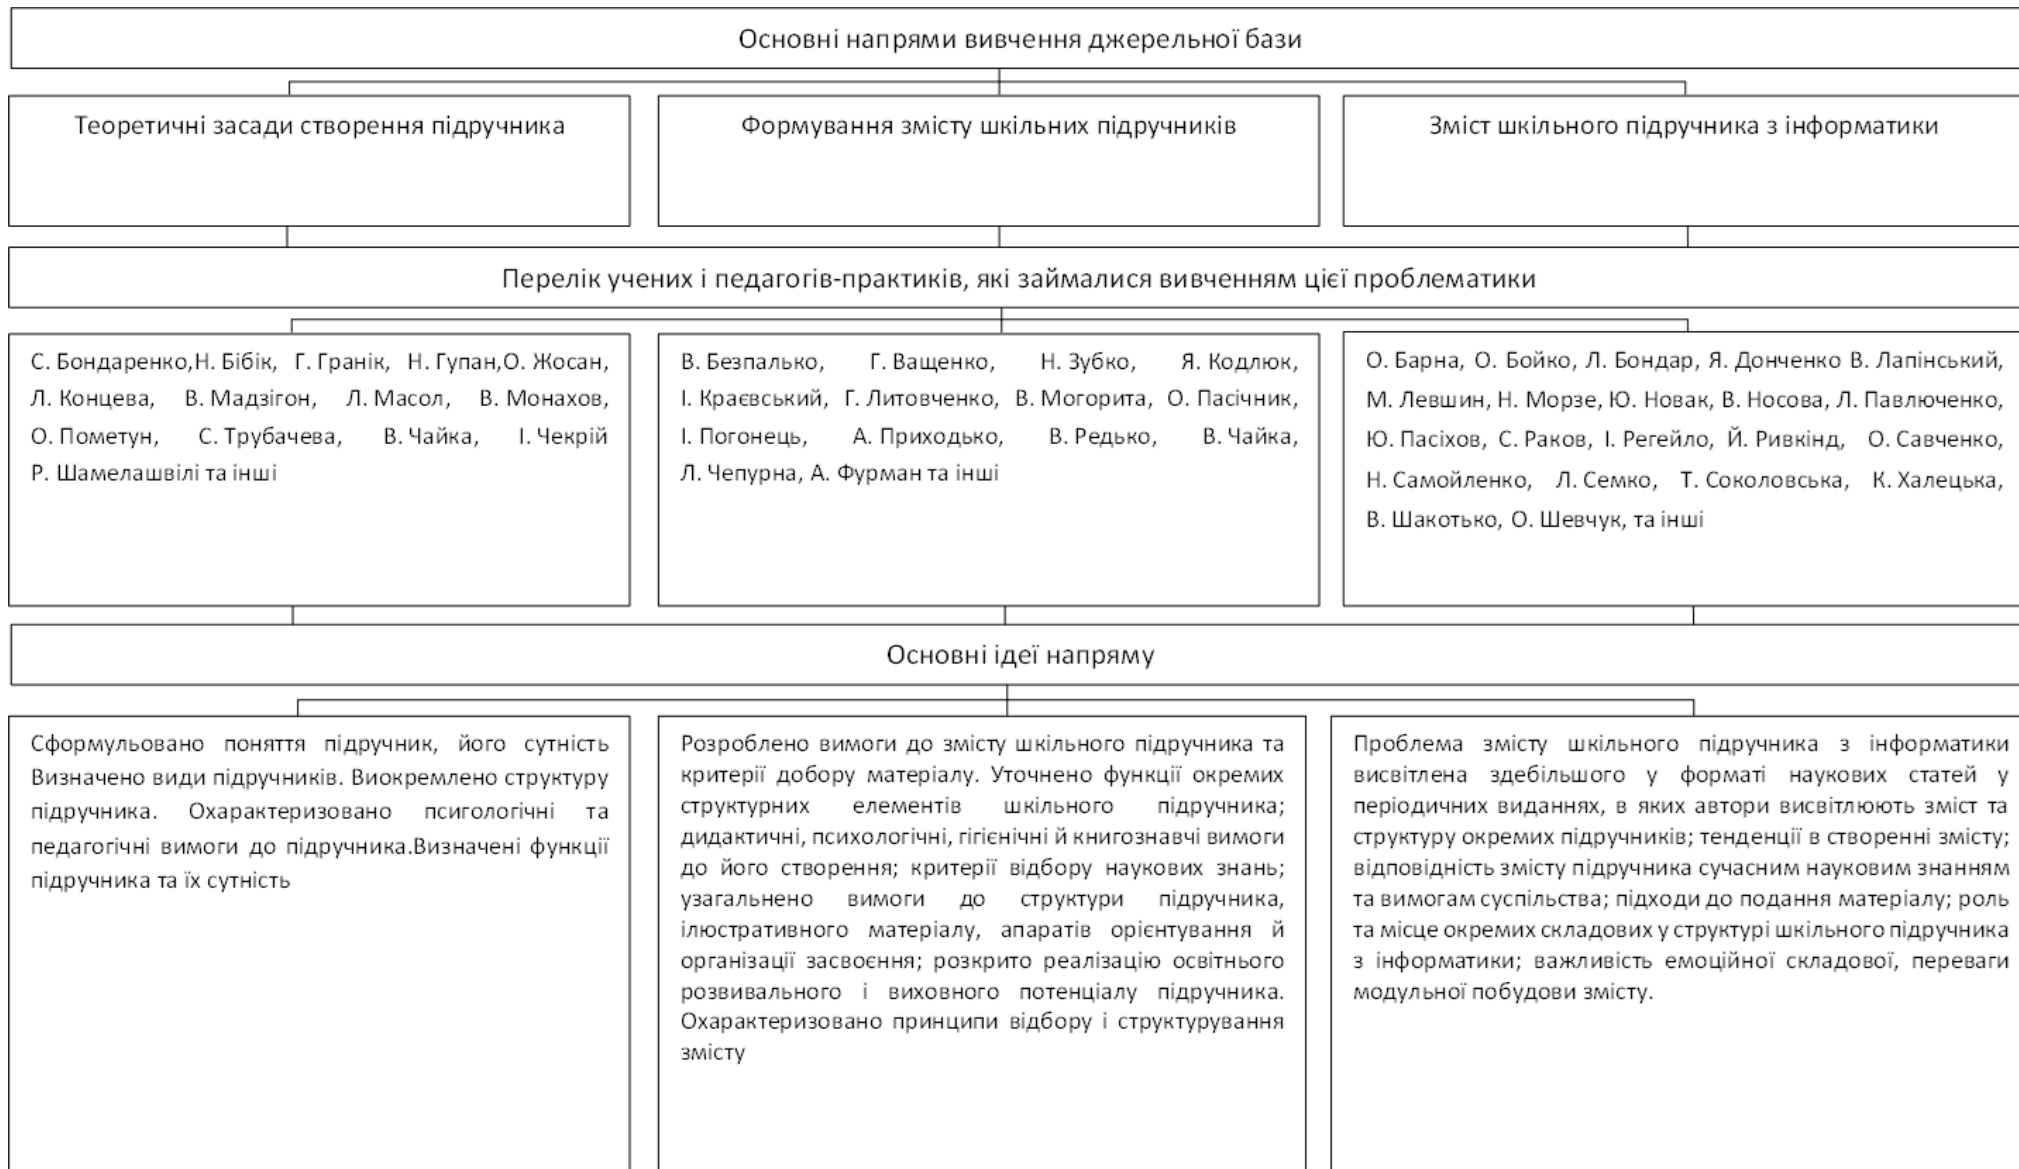 Основні напрями вивчення джерельної бази
Теоретичні засади створення підручника
Формування змісту шкільних підручників
Зміст шкільного підручника з інформатики
Перелік учених і педагогів-практиків, які займалися вивченням цієї проблематики
С. Бондаренко,Н. Бібік, Г. Гранік, Н. Гупан,О. Жосан,
Л. Концева, В. Мадзігон, Л. Масол, В. Монахов,
О. Пометун, С. Трубачева, В. Чайка, І. Чекрій
Р. Шамелашвілі та інші
В. Безпалько, Г. Ващенко, Н. Зубко, Я. Кодлюк,
І. Краєвський, Г. Литовченко, В. Могорита, О. Пасічник,
І. Погонець, А. Приходько, В. Редько, В. Чайка,
Л. Чепурна, А. Фурман та інші
О. Барна, О. Бойко, Л. Бондар, Я. Донченко В. Лапінський,
М. Левшин, Н. Морзе, Ю. Новак, В. Носова, Л. Павлюченко,
Ю. Пасіхов, С. Раков, І. Регейло, Й. Ривкінд, О. Савченко,
Н. Самойленко, Л. Семко, Т. Соколовська, К. Халецька,
В. Шакотько, О. Шевчук, та інші
Основні ідеї напряму
Сформульовано поняття підручник, його сутність
Визначено види підручників. Виокремлено структуру
підручника. Охарактеризовано псигологічні та
педагогічні вимоги до підручника.Визначені функції
підручника та їх сутність
Розроблено вимоги до змісту шкільного підручника та
критерії добору матеріалу. Уточнено функції окремих
структурних елементів шкільного підручника;
дидактичні, психологічні, гігієнічні й книгознавчі вимоги
до його створення; критерії відбору наукових знань;
узагальнено вимоги до структури підручника,
ілюстративного матеріалу, апаратів орієнтування й
організації засвоєння; розкрито реалізацію освітнього
розвивального і виховного потенціалу підручника.
Охарактеризовано принципи відбору і структурування
змісту
Проблема змісту шкільного підручника з інформатики
висвітлена здебільшого у форматі наукових статей у
періодичних виданнях, в яких автори висвітлюють зміст та
структуру окремих підручників; тенденції в створенні змісту;
відповідність змісту підручника сучасним науковим знанням
та вимогам суспільства; підходи до подання матеріалу; роль
та місце окремих складових у структурі шкільного підручника
з інформатики; важливість емоційної складової, переваги
модульної побудови змісту.